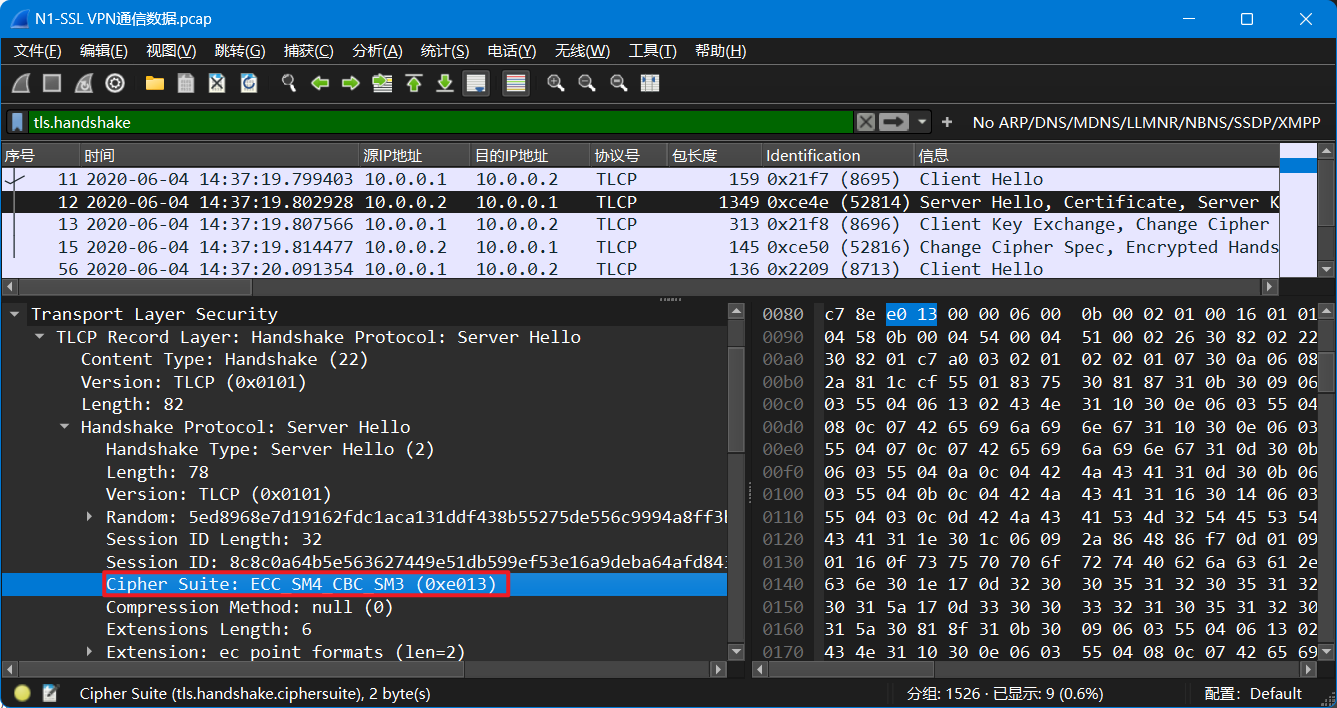 N1-SSL VPN通信数据.pcap
文件(F) 编辑(E) 视图(V) 跳转(G) 捕获(C) 分析(A) 统计(S) 电话(Y) 无线(W) 工具(T) 帮助(H)
tls.handshake No ARP/DNS/MDNS/LLMNR/NBNS/SSDP/XMPP
序号 时间 源IP地址 目的IP地址 协议号 包长度 Identification 信息
11 2020-06-04 14:37:19.799403 10.0.0.1 10.0.0.2 TLCP 159 0x21f7 (8695) Client Hello
12 2020-06-04 14:37:19.802928 10.0.0.2 10.0.0.1 TLCP 1349 0xce4e (52814) Server Hello, Certificate, Server K
13 2020-06-04 14:37:19.807566 10.0.0.1 10.0.0.2 TLCP 313 0x21f8 (8696) Client Key Exchange, Change Cipher
15 2020-06-04 14:37:19.814477 10.0.0.2 10.0.0.1 TLCP 145 0xce50 (52816) Change Cipher Spec, Encrypted Hands
56 2020-06-04 14:37:20.091354 10.0.0.1 10.0.0.2 TLCP 136 0x2209 (8713) Client Hello
Transport Layer Security
TLCP Record Layer: Handshake Protocol: Server Hello
Content Type: Handshake (22)
Version: TLCP (0x0101)
Length: 82
Handshake Protocol: Server Hello
Handshake Type: Server Hello (2)
Length: 78
Version: TLCP (0x0101)
Random: 5ed8968e7d19162fdc1aca131ddf438b55275de556c9994a8ff3
Session ID Length: 32
Session ID: 8c8c0a64b5e563627449e51db599ef53e16a9deba64afd84
Cipher Suite: ECC_SM4_CBC_SM3 (0xe013)
Compression Method: null (0)
Extensions Length: 6
Extension: ec_point_formats (len=2)
0080 c7 8e e0 13 00 00 06 00 0b 00 02 01 00 16 01 01
0090 04 58 0b 00 04 54 00 04 51 00 02 26 30 82 02 22
00a0 30 82 01 c7 a0 03 02 01 02 02 01 07 30 0a 06 08
00b0 2a 81 1c cf 55 01 83 75 30 81 87 31 0b 30 09 06
00c0 03 55 04 06 13 02 43 4e 31 10 30 0e 06 03 55 04
00d0 08 0c 07 42 65 69 6a 69 6e 67 31 10 30 0e 06 03
00e0 55 04 07 0c 07 42 65 69 6a 69 6e 67 31 0d 30 0b
00f0 06 03 55 04 0a 0c 04 42 4a 43 41 31 0d 30 0b 06
0100 03 55 04 0b 0c 04 42 4a 43 41 31 16 30 14 06 03
0110 55 04 03 0c 0d 42 4a 43 41 53 4d 32 54 45 53 54
0120 43 41 31 1e 30 1c 06 09 2a 86 48 86 f7 0d 01 09
0130 01 16 0f 73 75 70 70 6f 72 74 40 62 6a 63 61 2e
0140 63 6e 30 1e 17 0d 32 30 30 35 31 32 30 35 31 32
0150 30 31 5a 17 0d 33 30 30 33 32 31 30 35 31 32 30
0160 31 5a 30 81 8f 31 0b 30 09 06 03 55 04 06 13 02
0170 43 4e 31 10 30 0e 06 03 55 04 08 0c 07 42 65 69
Cipher Suite (tls.handshake.ciphersuite), 2 byte(s) 分组: 1526 · 已显示: 9 (0.6%) 配置: Default